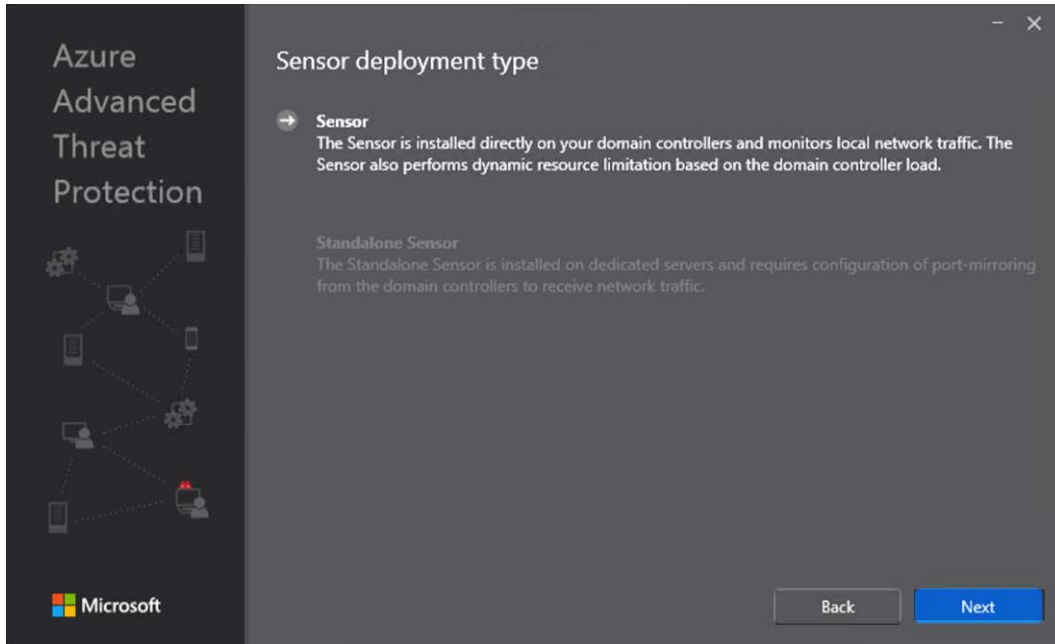 Azure
Advanced
Threat
Protection
Microsoft
Sensor deployment type
Sensor
The Sensor is installed directly on your domain controllers and monitors local network traffic. The
Sensor also performs dynamic resource limitation based on the domain controller load.
Standalone Sensor
The Standalone Sensor is installed on dedicated servers and requires configuration of port-mirroring
from the domain controllers to receive network traffic.
Back
Next